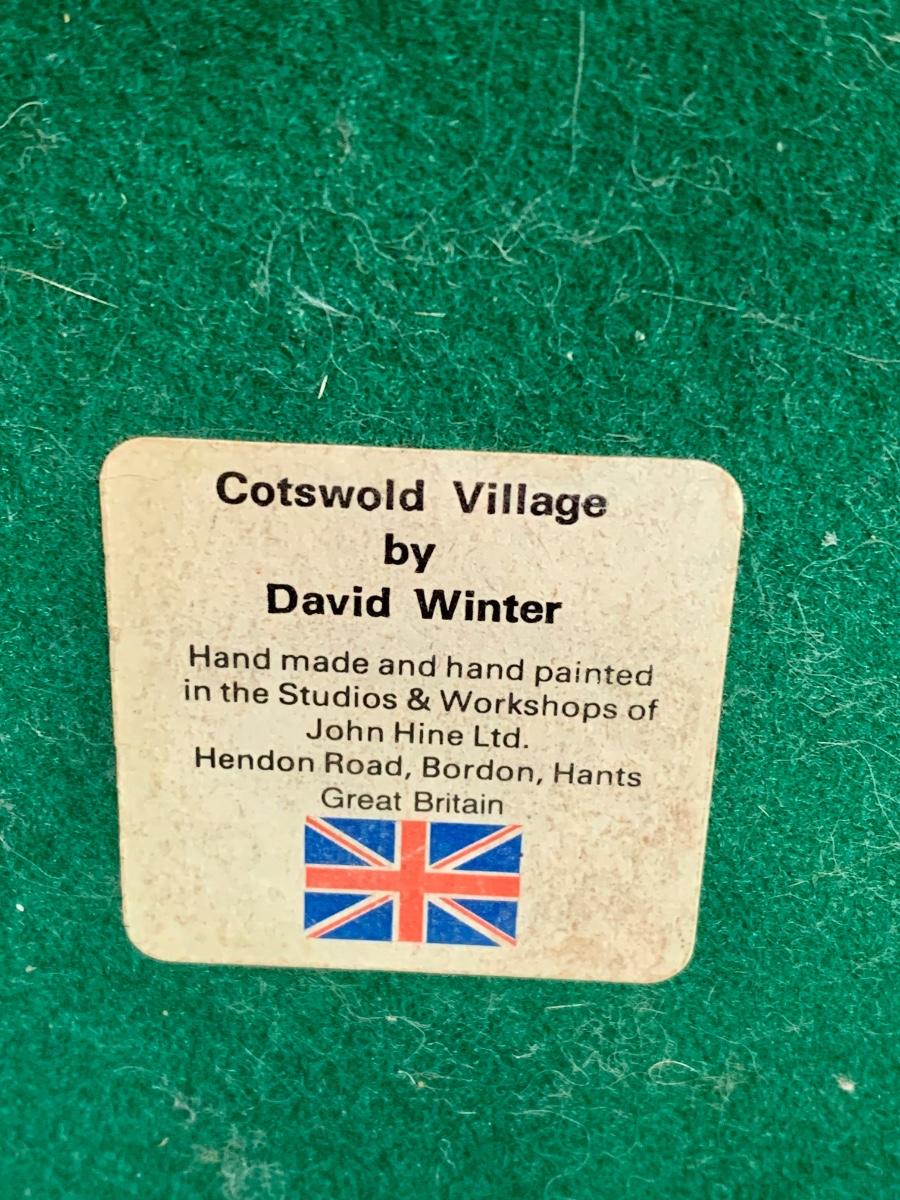 Cotswold Village
by
David Winter
Hand made and hand painted
in the Studios & Workshops of
John Hine Ltd.
Hendon Road, Bordon, Hants
Great Britain